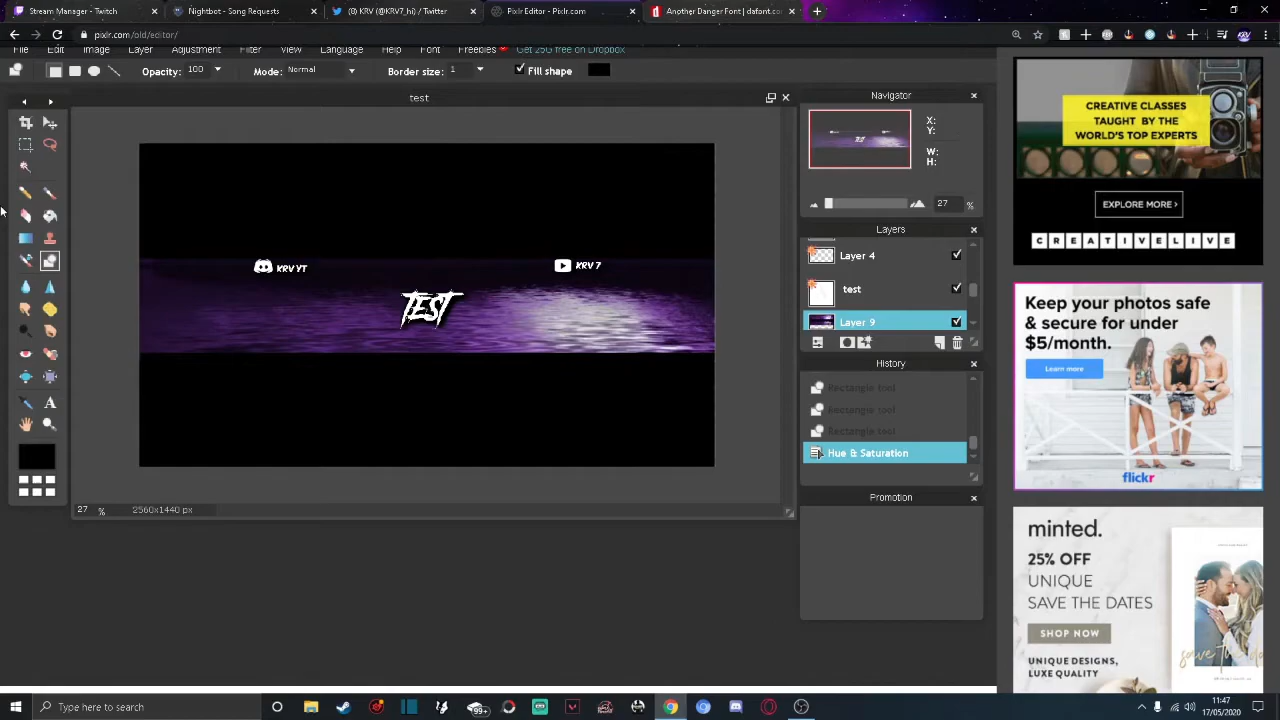 Stream Manager - Twitch
Nightbot - Song Requests
@ KRV (@KRV7_hi) / Twitter
Pixlr Editor - Pixlr.com
Another Danger Font | dafont.com
pixlr.com/old/editor/
File Edit Image Layer Adjustment Filter View Language Help Font Freebies Get 25G free on Dropbox
Opacity: 100 Mode: Normal Border size: 1 Fill shape
test
Navigator
X:
Y:
W:
H:
27 %
Layers
Layer 4
test
Layer 9
History
Rectangle tool
Rectangle tool
Rectangle tool
Hue & Saturation
Promotion
KRV YT
KRV 7
TEST
27 % 2560x1440 px
CREATIVE CLASSES
TAUGHT BY THE
WORLD'S TOP EXPERTS
EXPLORE MORE ›
CREATIVELIVE
Keep your photos safe
& secure for under
$5/month.
Learn more
flickr
minted.
25% OFF
UNIQUE
SAVE THE DATES
SHOP NOW
UNIQUE DESIGNS,
LUXE QUALITY
Type here to search
11:47
17/05/2020